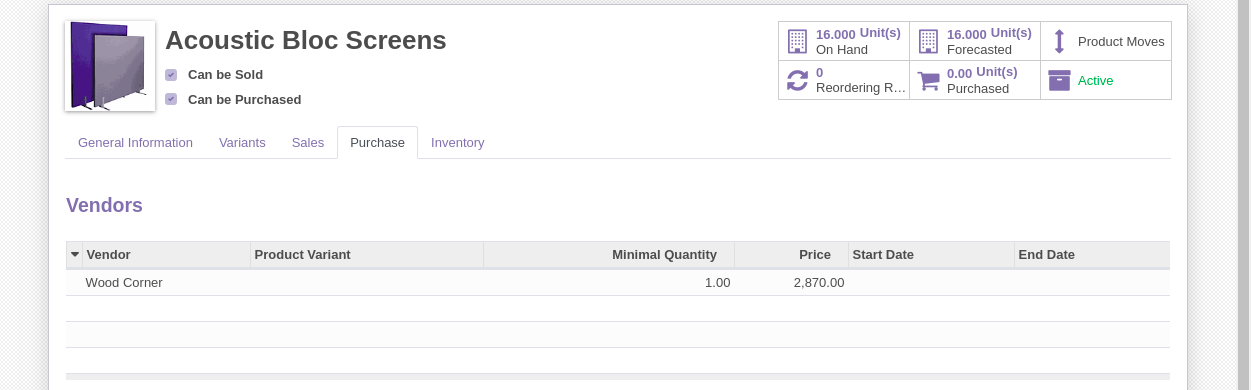 Acoustic Bloc Screens
Can be Sold
Can be Purchased
16.000 Unit(s)
On Hand
16.000 Unit(s)
Forecasted
Product Moves
0
Reordering R…
0.00 Unit(s)
Purchased
Active
General Information Variants Sales Purchase Inventory
Vendors
Vendor Product Variant Minimal Quantity Price Start Date End Date
Wood Corner 1.00 2,870.00